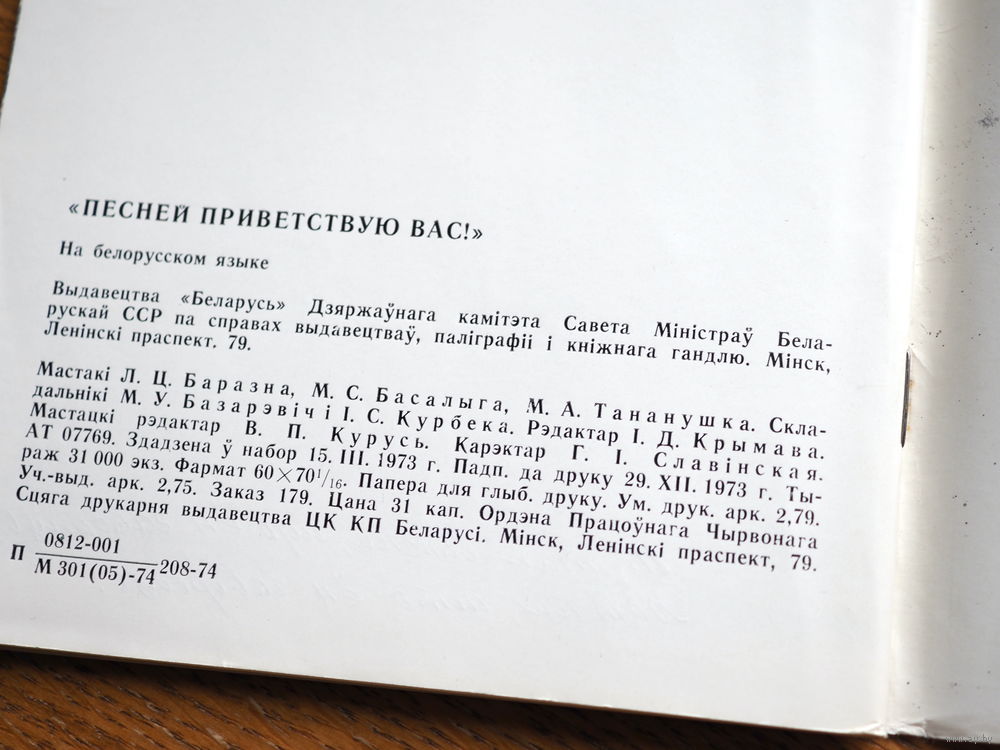 «ПЕСНЕЙ ПРИВЕТСТВУЮ ВАС!»
На белорусском языке
Выдавецтва «Беларусь» Дзяржаўнага камітэта Савета Міністраў Бела-
рускай ССР па справах выдавецтваў, паліграфіі і кніжнага гандлю. Мінск,
Ленінскі праспект. 79.
Мастакі Л. Ц. Баразна, М. С. Басалыга, М. А. Тананушка. Скла-
дальнікі М. У. Базарэвіч і І. С. Курбека. Рэдактар І. Д. Крымава.
Мастацкі рэдактар В. П. Курусь. Карэктар Г. І. Славінская.
АТ 07769. Здадзена ў набор 15. III. 1973 г. Падп. да друку 29. XII. 1973 г. Ты-
раж 31 000 экз. Фармат 60×70¹/₁₆. Папера для глыб. друку. Ум. друк. арк. 2,79.
Уч.-выд. арк. 2,75. Заказ 179. Цана 31 кап. Ордэна Працоўнага Чырвонага
Сцяга друкарня выдавецтва ЦК КП Беларусі. Мінск, Ленінскі праспект, 79.
П 0812-001
М 301(05)-74 208-74